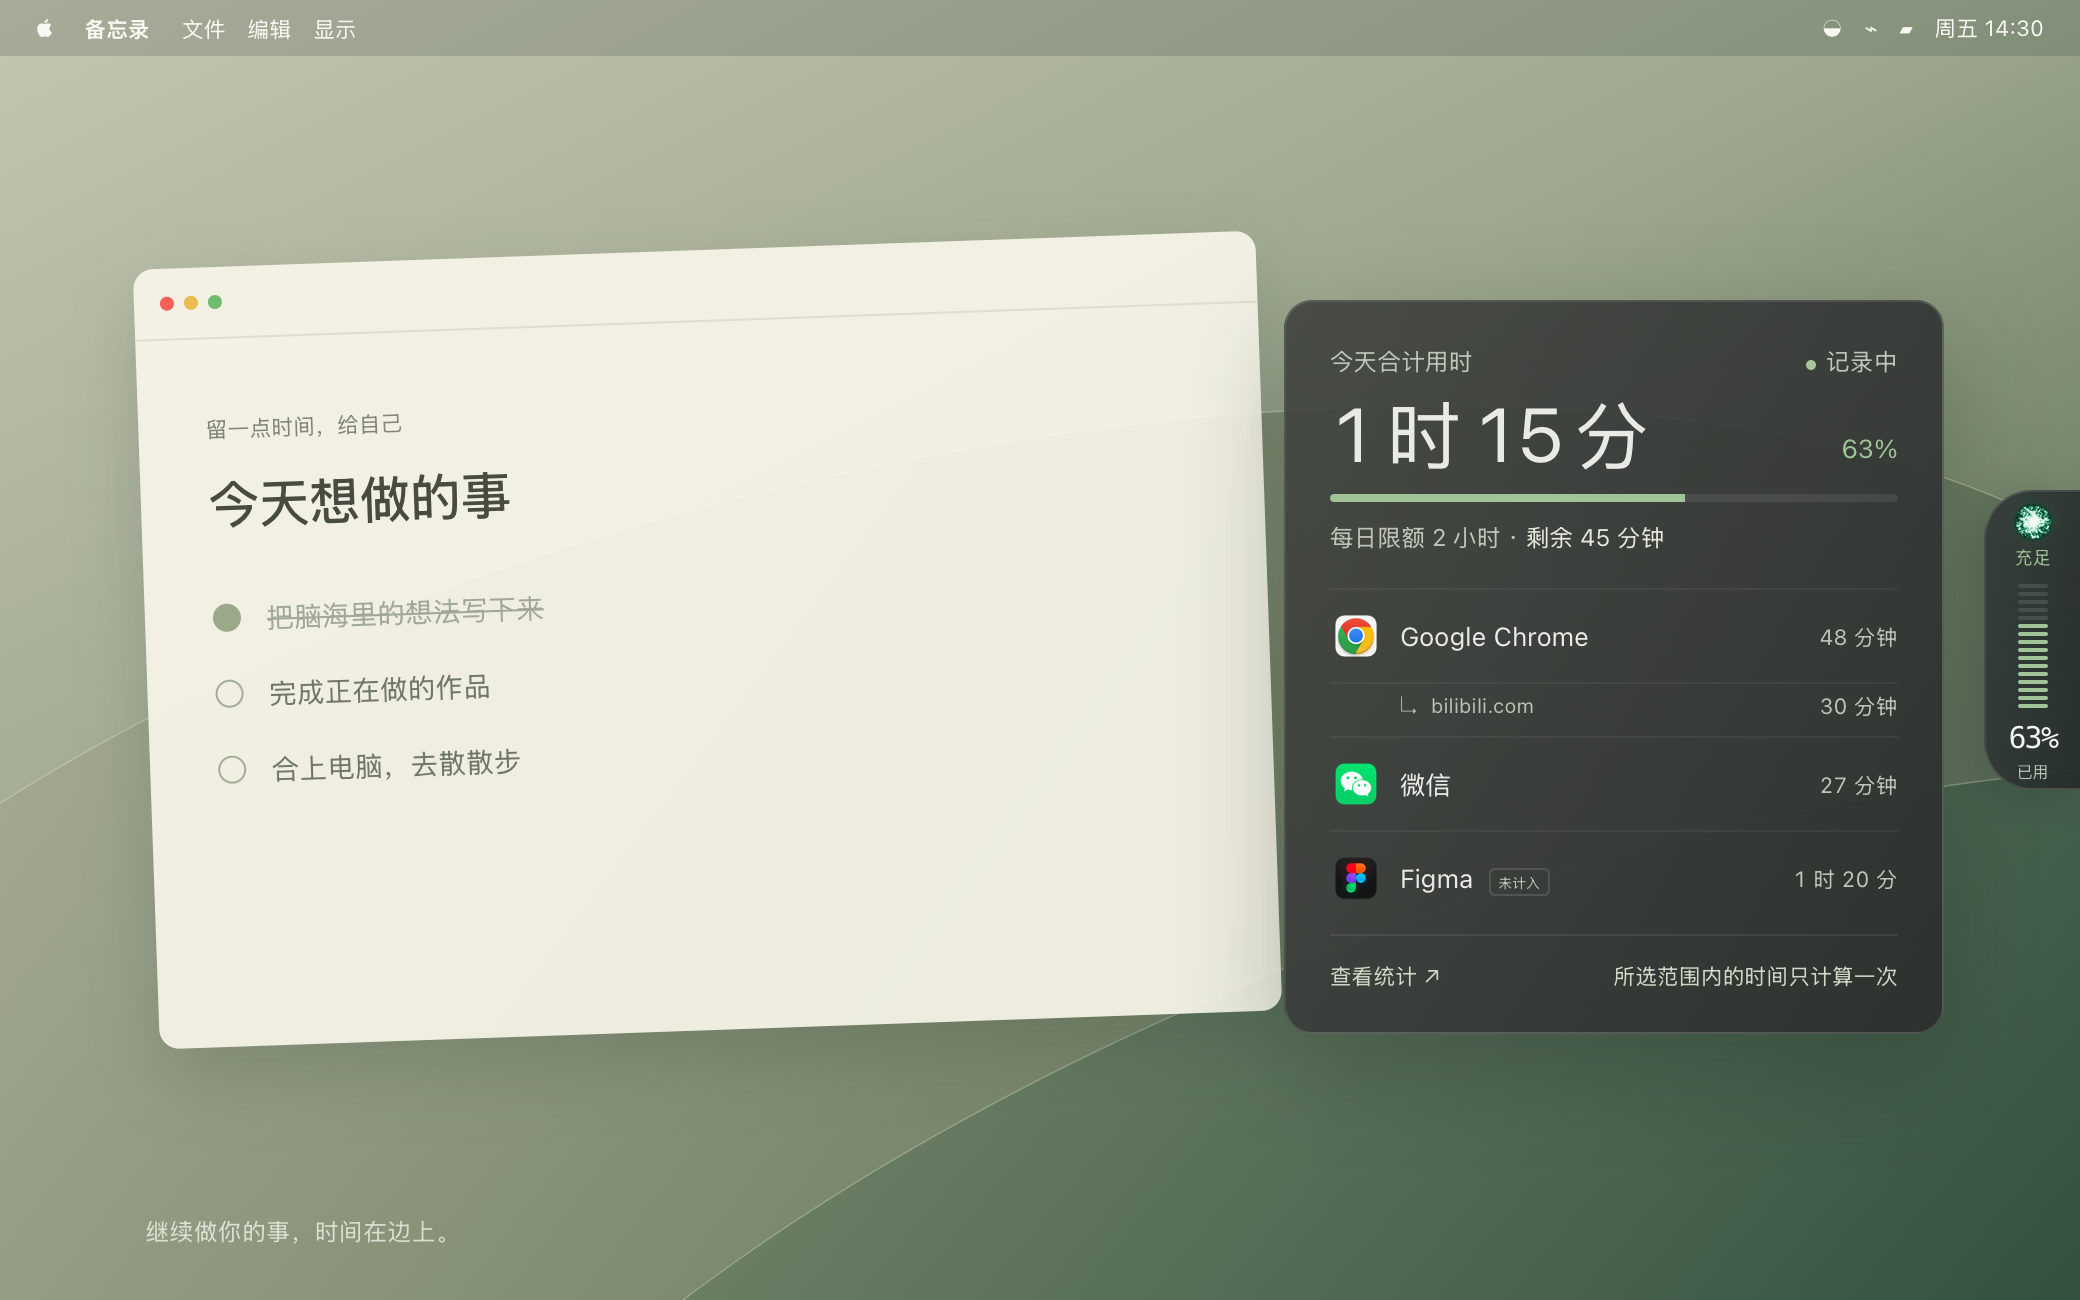 备忘录 文件 编辑 显示 周五 14:30
留一点时间，给自己
今天想做的事
把脑海里的想法写下来
完成正在做的作品
合上电脑，去散散步
今天合计用时 记录中
1 时 15 分 63%
每日限额 2 小时 · 剩余 45 分钟
Google Chrome 48 分钟
bilibili.com 30 分钟
微信 27 分钟
Figma 未计入 1 时 20 分
查看统计 ↗ 所选范围内的时间只计算一次
充足
63%
已用
继续做你的事，时间在边上。